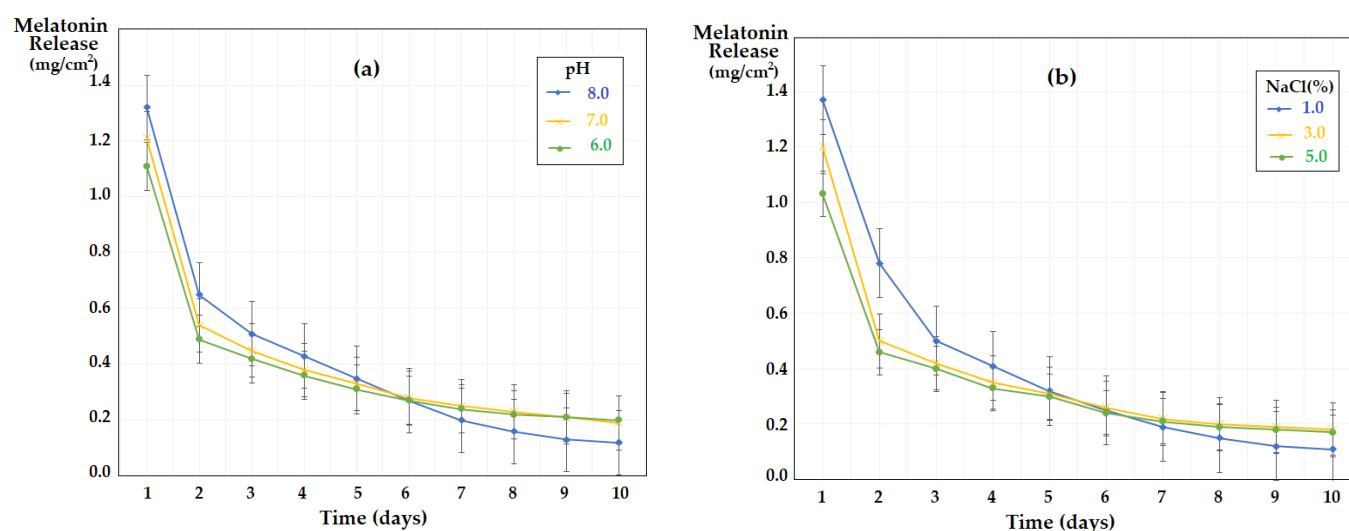 Melatonin
Release
(mg/cm²)
(a)
pH
8.0
7.0
6.0
1.4
1.2
1.0
0.8
0.6
0.4
0.2
0.0
1 2 3 4 5 6 7 8 9 10
Time (days)
Melatonin
Release
(mg/cm²)
(b)
NaCl(%)
1.0
3.0
5.0
1.4
1.2
1.0
0.8
0.6
0.4
0.2
0.0
1 2 3 4 5 6 7 8 9 10
Time (days)